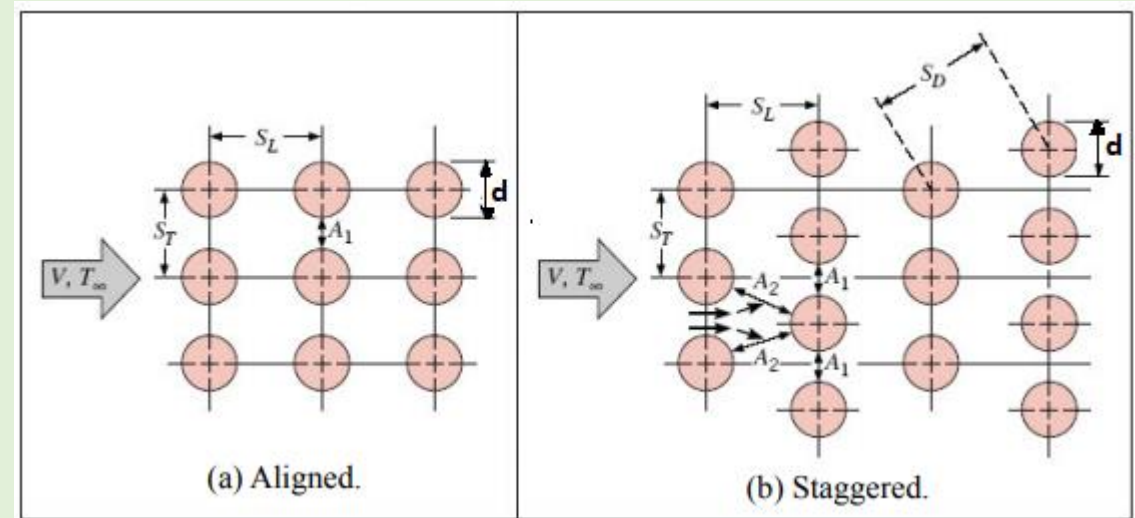 S_L
d
S_T
A_1
V, T_∞
(a) Aligned.
S_D
S_L
d
S_T
A_2
A_1
V, T_∞
A_2
A_1
(b) Staggered.